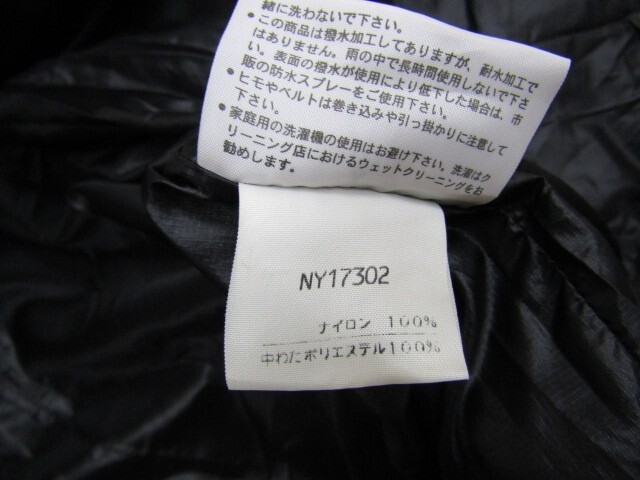 緒に洗わないで下さい。
●この商品は撥水加工してありますが、耐水加工で
はありません。雨の中で長時間使用しないで下さ
い。表面の撥水が使用により低下した場合は、市
販の防水スプレーをご使用下さい。
●ヒモやベルトは巻き込みや引っ掛かりに注意して
下さい。
●家庭用の洗濯機の使用はお避け下さい。洗濯はク
リーニング店におけるウェットクリーニングをお
勧めします。
NY17302
ナイロン 100%
中わたポリエステル100%